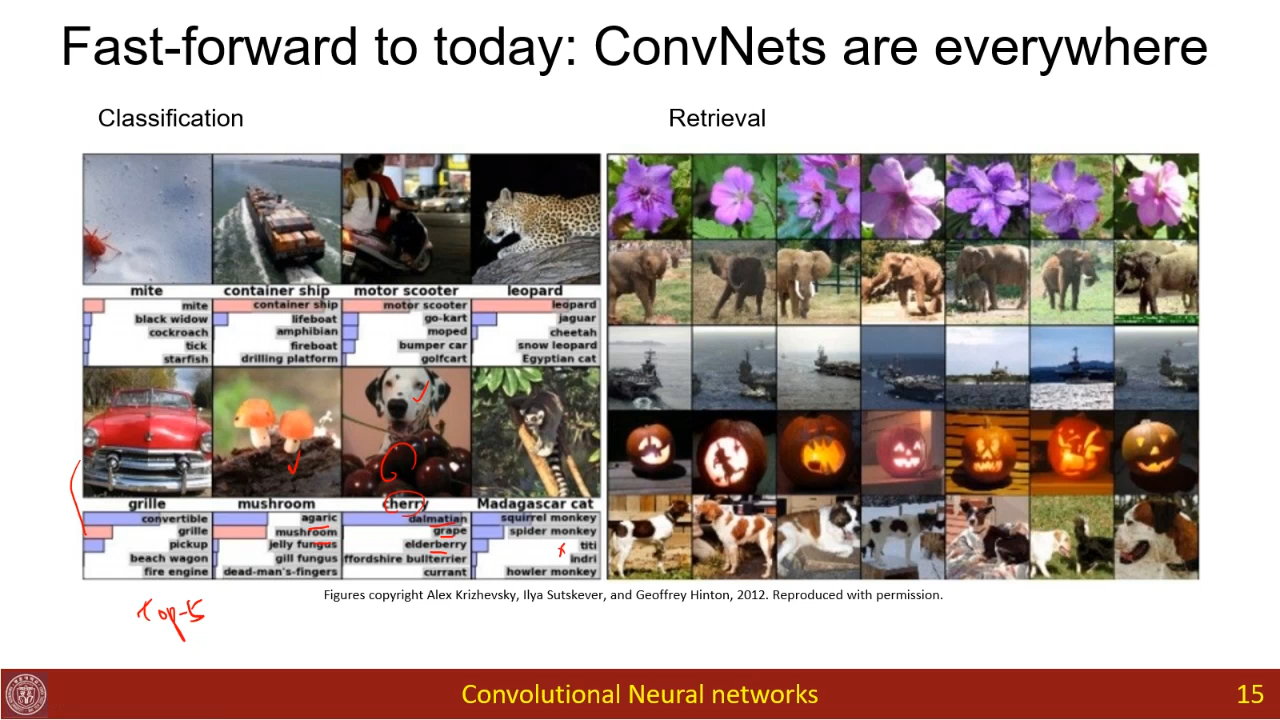 Fast-forward to today: ConvNets are everywhere
Classification
Retrieval
mite container ship motor scooter leopard
mite container ship motor scooter leopard
black widow lifeboat go-kart jaguar
cockroach amphibian moped cheetah
tick fireboat bumper car snow leopard
starfish drilling platform golfcart Egyptian cat
grille mushroom cherry Madagascar cat
convertible agaric dalmatian squirrel monkey
grille mushroom grape spider monkey
pickup jelly fungus elderberry titi
beach wagon gill fungus ffordshire bullterrier indri
fire engine dead-man's-fingers currant howler monkey
Top-5
Figures copyright Alex Krizhevsky, Ilya Sutskever, and Geoffrey Hinton, 2012. Reproduced with permission.
Convolutional Neural networks
15